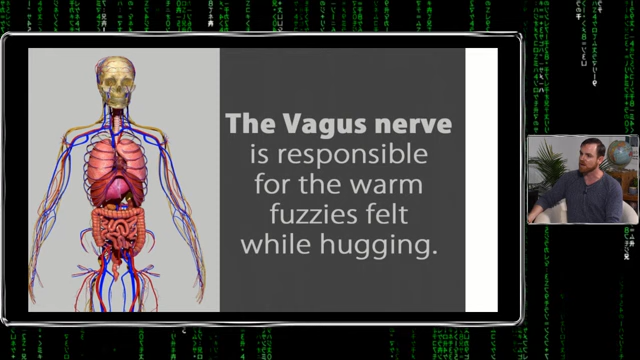 The Vagus nerve
is responsible
for the warm
fuzzies felt
while hugging.